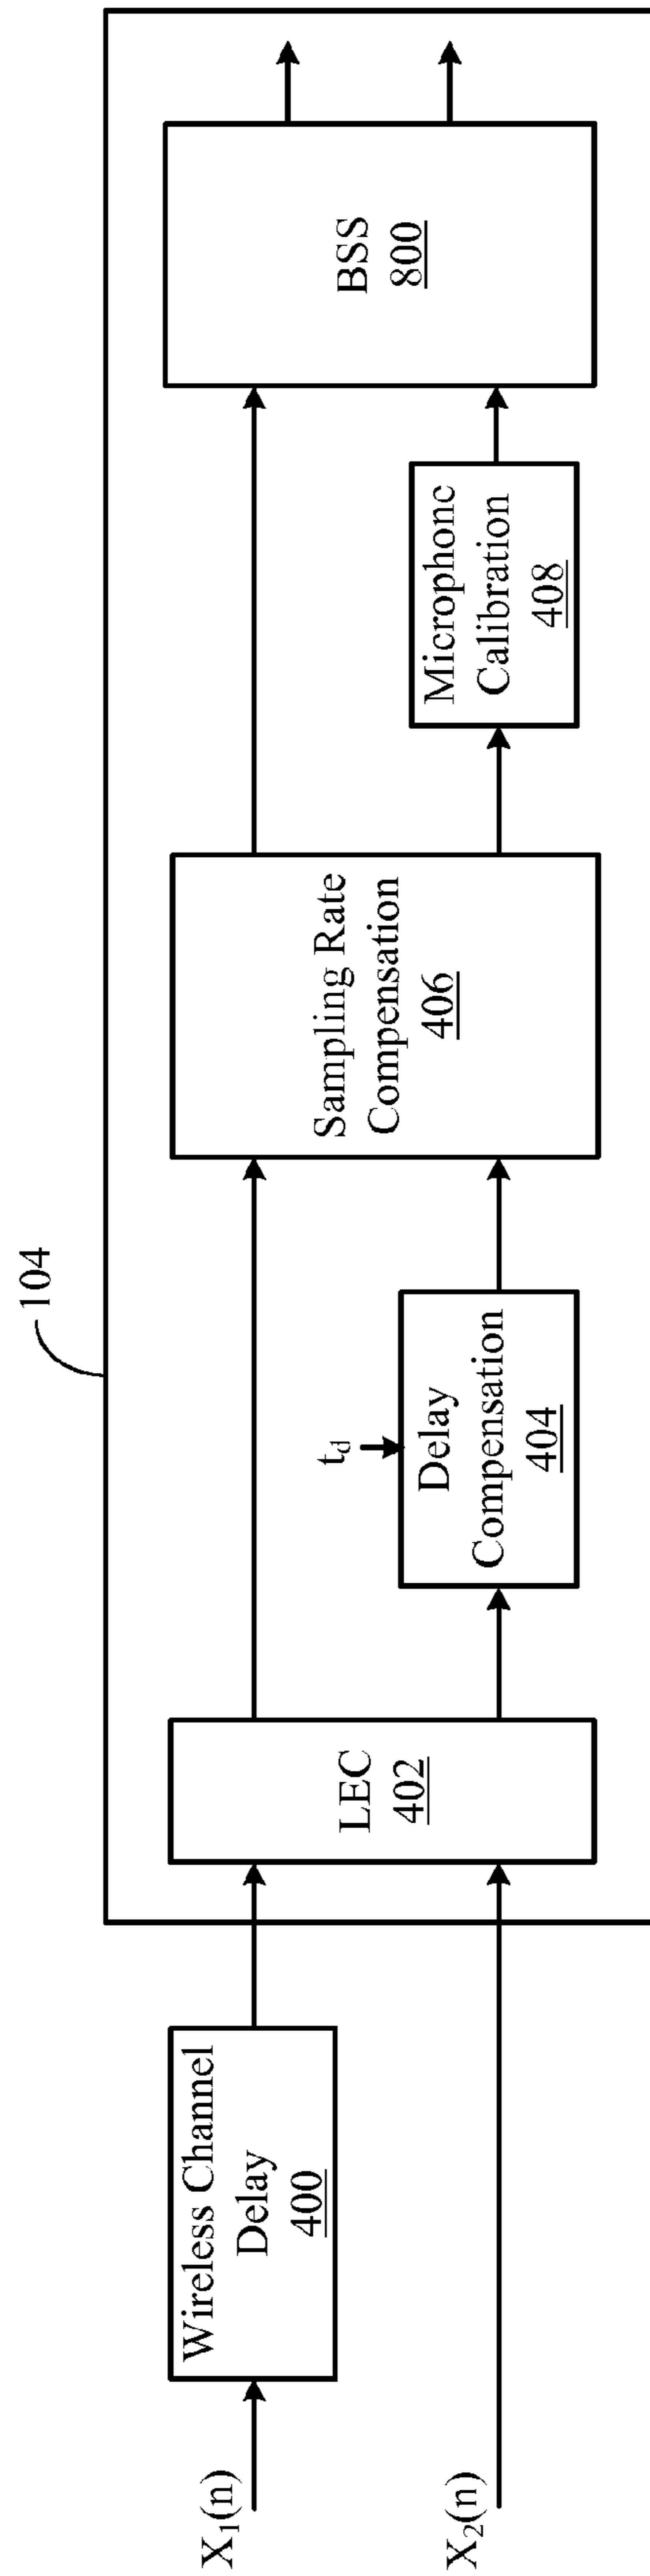 104
X₁(n)
Wireless Channel
Delay
400
X₂(n)
LEC
402
t_d
Delay
Compensation
404
Sampling Rate
Compensation
406
Microphone
Calibration
408
BSS
800